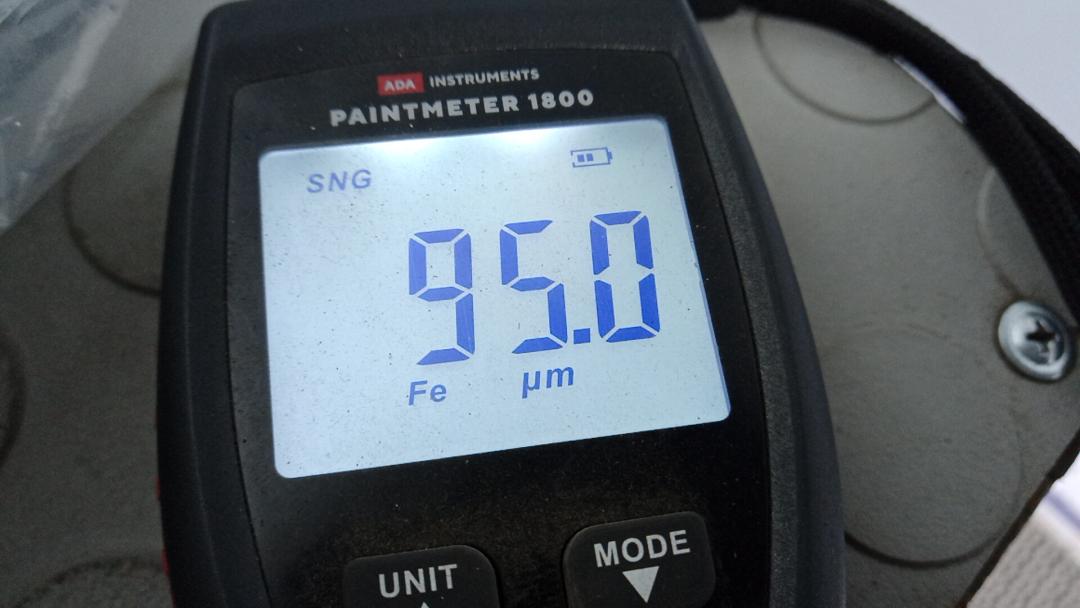 ADA INSTRUMENTS
PAINTMETER 1800
SNG
95.0
Fe µm
UNIT MODE